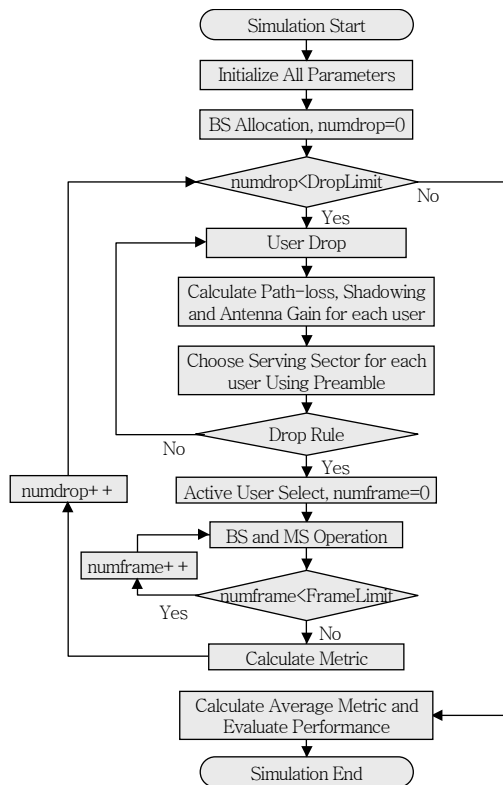 Simulation Start
Initialize All Parameters
BS Allocation, numdrop=0
numdrop<DropLimit
No
Yes
User Drop
Calculate Path-loss, Shadowing
and Antenna Gain for each user
Choose Serving Sector for each
user Using Preamble
Drop Rule
No
Yes
numdrop++
Active User Select, numframe=0
BS and MS Operation
numframe++
numframe<FrameLimit
Yes
No
Calculate Metric
Calculate Average Metric and
Evaluate Performance
Simulation End